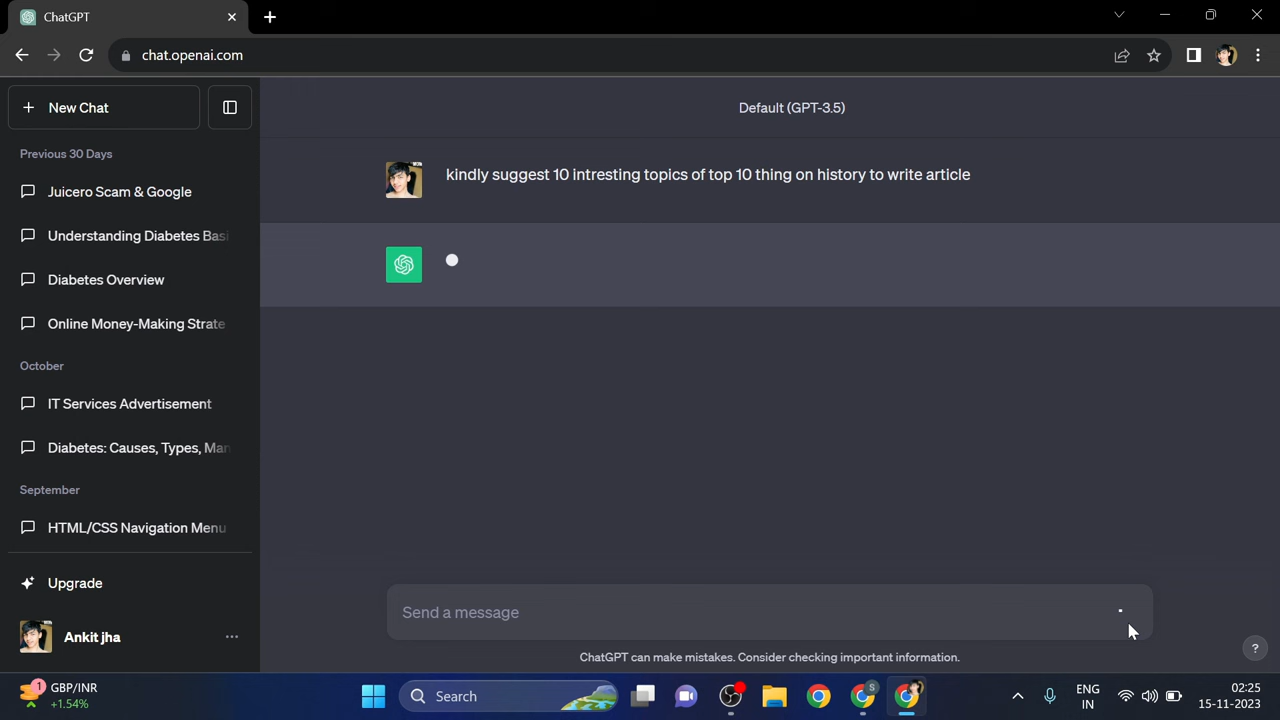 ChatGPT
chat.openai.com
New Chat
Default (GPT-3.5)
Previous 30 Days
kindly suggest 10 intresting topics of top 10 thing on history to write article
Juicero Scam & Google
Understanding Diabetes Basi
Diabetes Overview
Online Money-Making Strate
October
IT Services Advertisement
Diabetes: Causes, Types, Man
September
HTML/CSS Navigation Menu
Upgrade
Send a message
Ankit jha
ChatGPT can make mistakes. Consider checking important information.
?
1
GBP/INR
+1.54%
Search
S
ENG
IN
02:25
15-11-2023